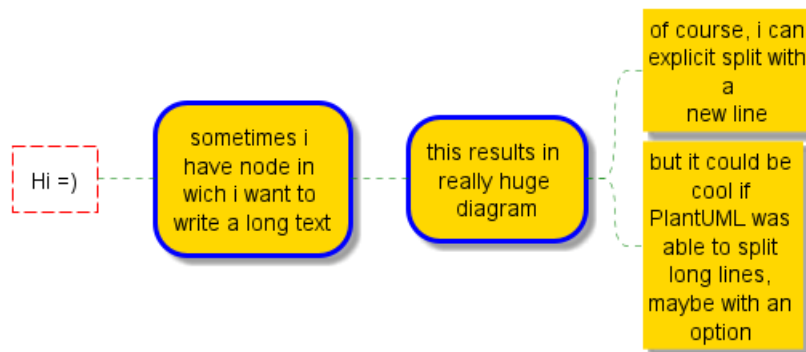 Hi =)
sometimes i
have node in
wich i want to
write a long text
this results in
really huge
diagram
of course, i can
explicit split with
a
new line
but it could be
cool if
PlantUML was
able to split
long lines,
maybe with an
option